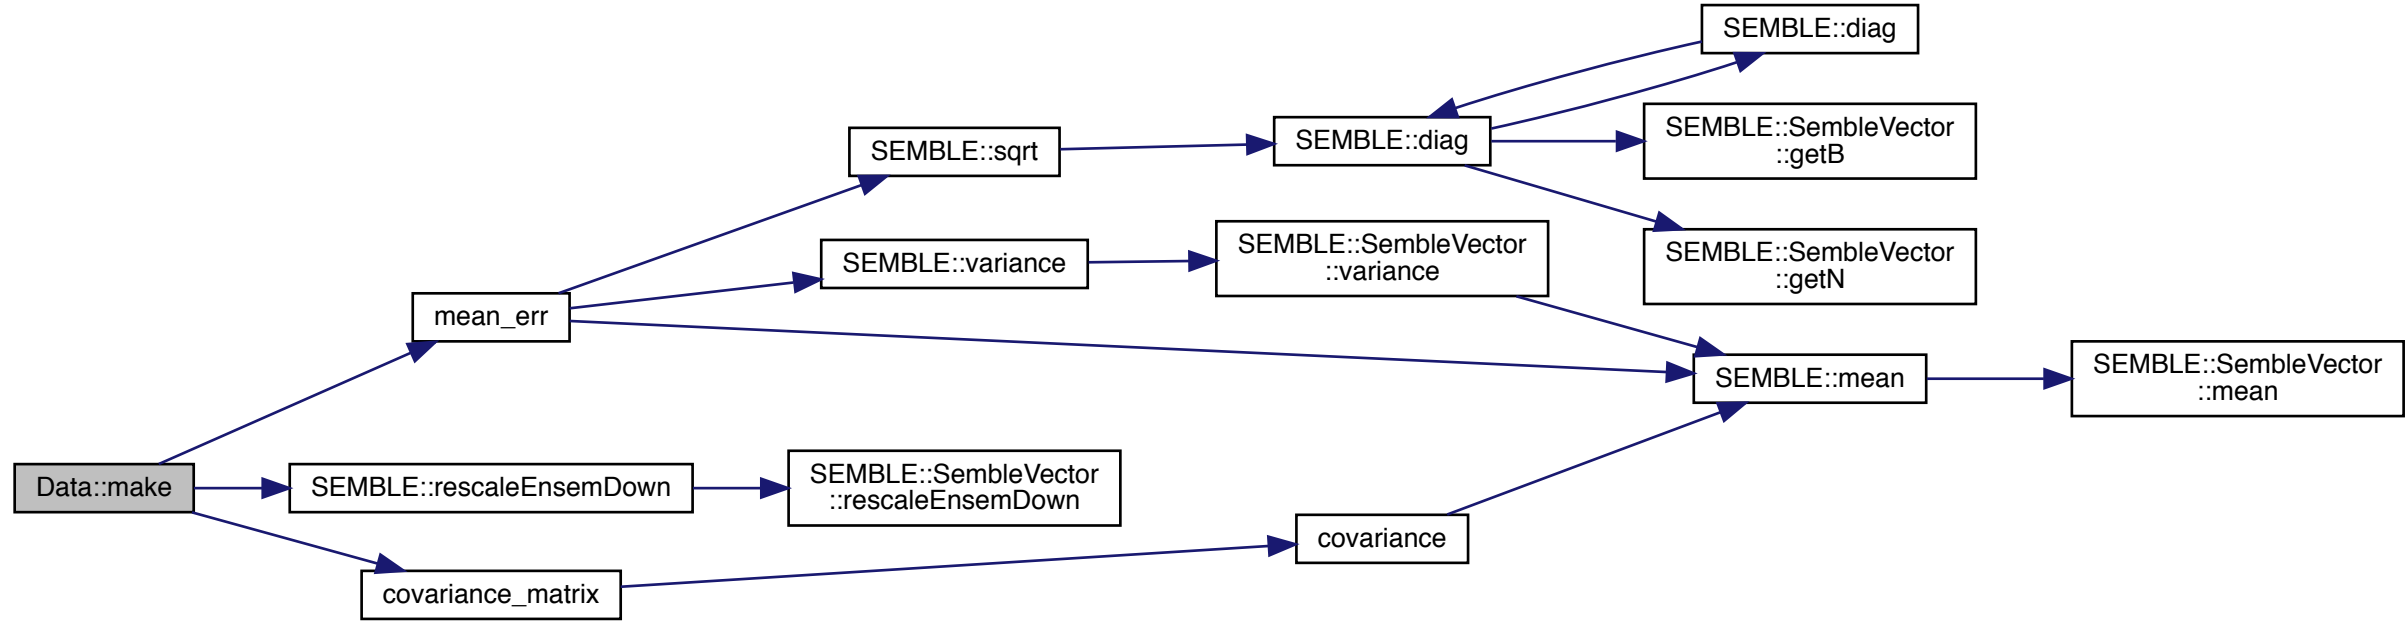 SEMBLE::diag
SEMBLE::SembleVector
::getB
SEMBLE::sqrt
SEMBLE::diag
SEMBLE::SembleVector
::getN
SEMBLE::variance
SEMBLE::SembleVector
::variance
mean_err
SEMBLE::mean
SEMBLE::SembleVector
::mean
Data::make
SEMBLE::rescaleEnsemDown
SEMBLE::SembleVector
::rescaleEnsemDown
covariance
covariance_matrix